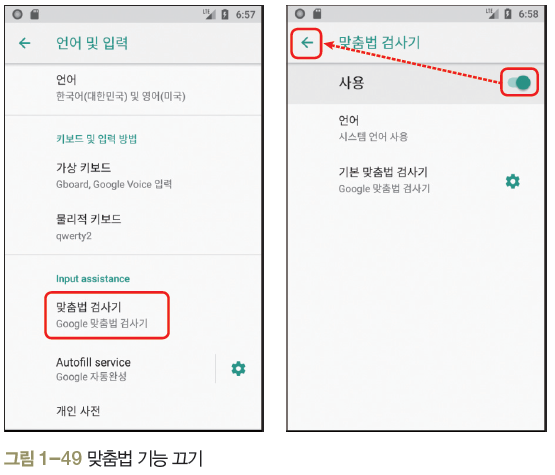 LTE 6:57
언어 및 입력
언어
한국어(대한민국) 및 영어(미국)
키보드 및 입력 방법
가상 키보드
Gboard, Google Voice 입력
물리적 키보드
qwerty2
Input assistance
맞춤법 검사기
Google 맞춤법 검사기
Autofill service
Google 자동완성
개인 사전
LTE 6:58
맞춤법 검사기
사용
언어
시스템 언어 사용
기본 맞춤법 검사기
Google 맞춤법 검사기
그림 1-49 맞춤법 기능 끄기